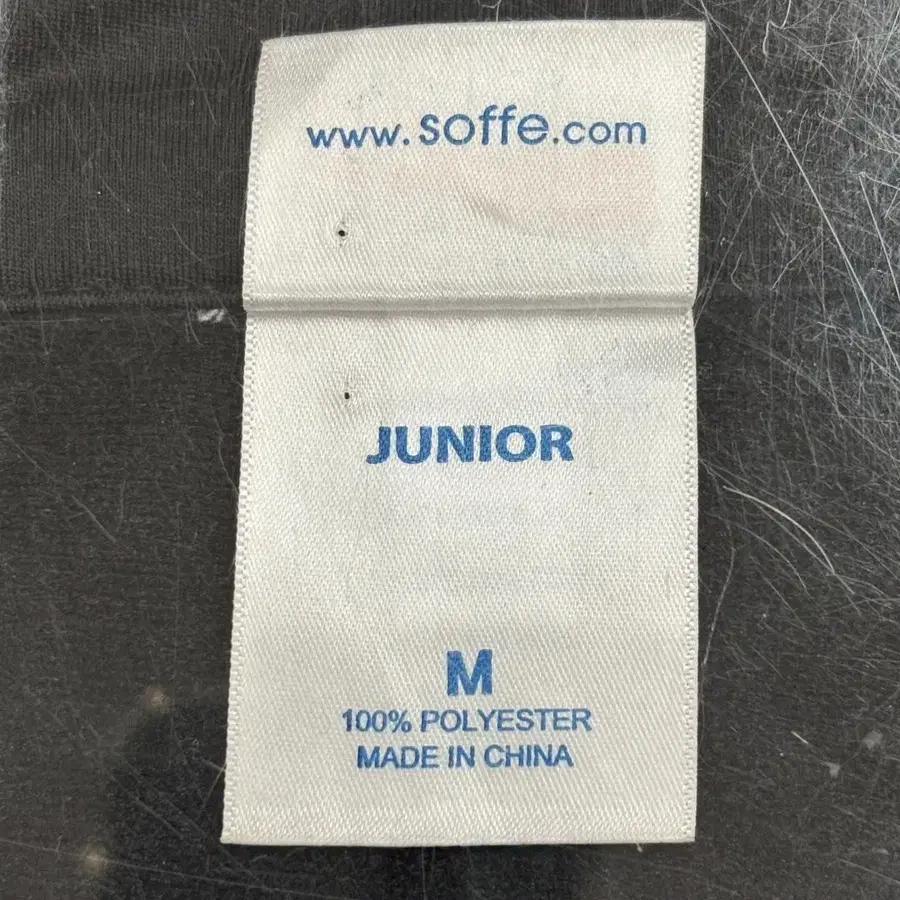 www.soffe.com
JUNIOR
M
100% POLYESTER
MADE IN CHINA